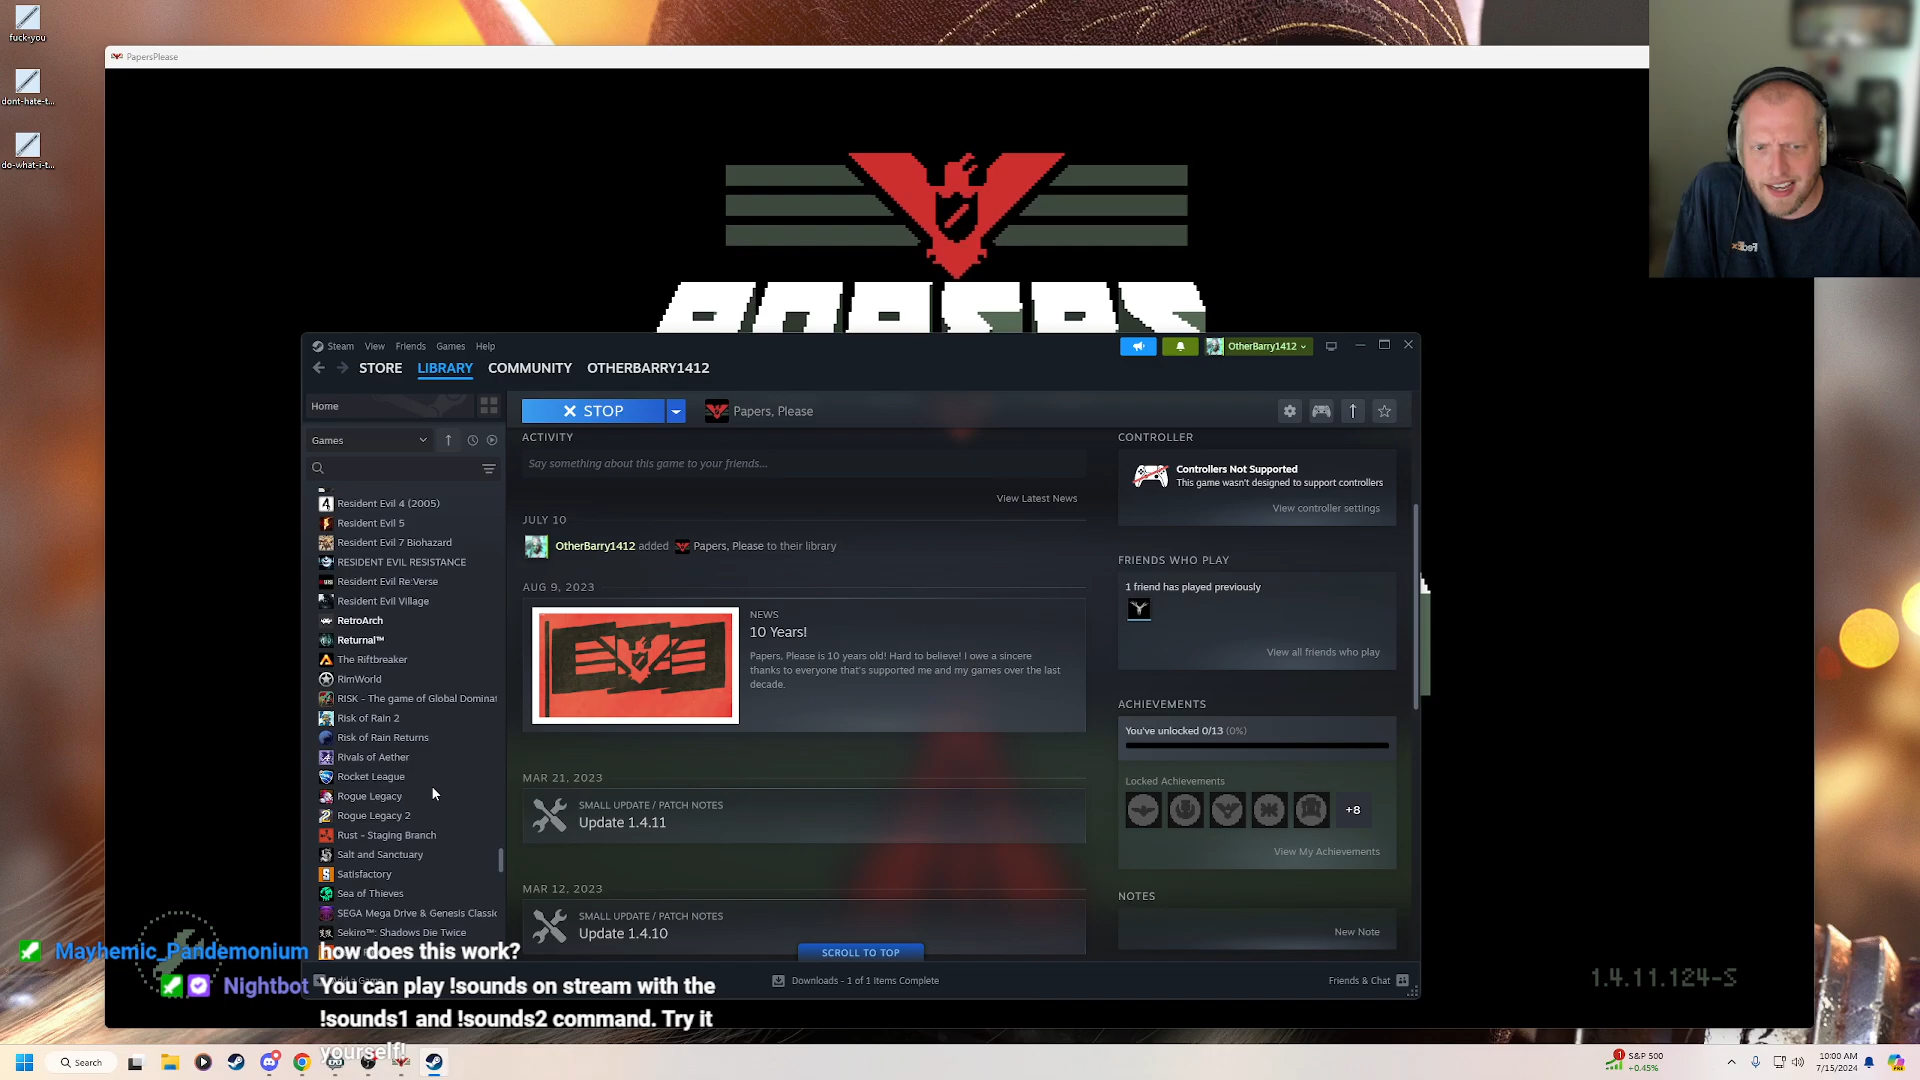 fuck-you
dont-hate-t...
do-what-i-t...
PapersPlease
FedEx
Steam View Friends Games Help
OtherBarry1412
STORE LIBRARY COMMUNITY OTHERBARRY1412
Home
STOP
Papers, Please
Games
ACTIVITY
Say something about this game to your friends...
View Latest News
JULY 10
OtherBarry1412 added Papers, Please to their library
AUG 9, 2023
NEWS
10 Years!
Papers, Please is 10 years old! Hard to believe! I owe a sincere
thanks to everyone that's supported me and my games over the last
decade.
MAR 21, 2023
SMALL UPDATE / PATCH NOTES
Update 1.4.11
MAR 12, 2023
SMALL UPDATE / PATCH NOTES
Update 1.4.10
SCROLL TO TOP
CONTROLLER
Controllers Not Supported
This game wasn't designed to support controllers
View controller settings
FRIENDS WHO PLAY
1 friend has played previously
View all friends who play
ACHIEVEMENTS
You've unlocked 0/13 (0%)
Locked Achievements
+8
View My Achievements
NOTES
New Note
Resident Evil 4 (2005)
Resident Evil 5
Resident Evil 7 Biohazard
RESIDENT EVIL RESISTANCE
Resident Evil Re:Verse
Resident Evil Village
RetroArch
Returnal™
The Riftbreaker
RimWorld
RISK - The game of Global Dominat
Risk of Rain 2
Risk of Rain Returns
Rivals of Aether
Rocket League
Rogue Legacy
Rogue Legacy 2
Rust - Staging Branch
Salt and Sanctuary
Satisfactory
Sea of Thieves
SEGA Mega Drive & Genesis Classic
Sekiro™: Shadows Die Twice
Downloads - 1 of 1 Items Complete
Friends & Chat
1.4.11.124-S
Mayhemic_Pandemonium how does this work?
Nightbot You can play !sounds on stream with the
!sounds1 and !sounds2 command. Try it
yourself!
Search
S&P 500
+0.45%
10:00 AM
7/15/2024